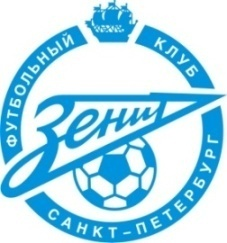 ФУТБОЛЬНЫЙ КЛУБ
Зенит
САНКТ-ПЕТЕРБУРГ